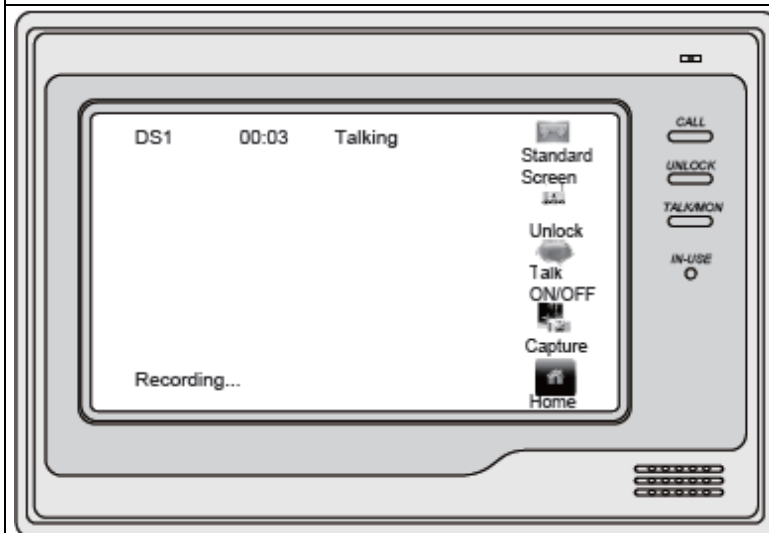 DS1 00:03 Talking
Standard
Screen
Unlock
Talk
ON/OFF
Capture
Recording...
Home
CALL
UNLOCK
TALK/MON
IN-USE